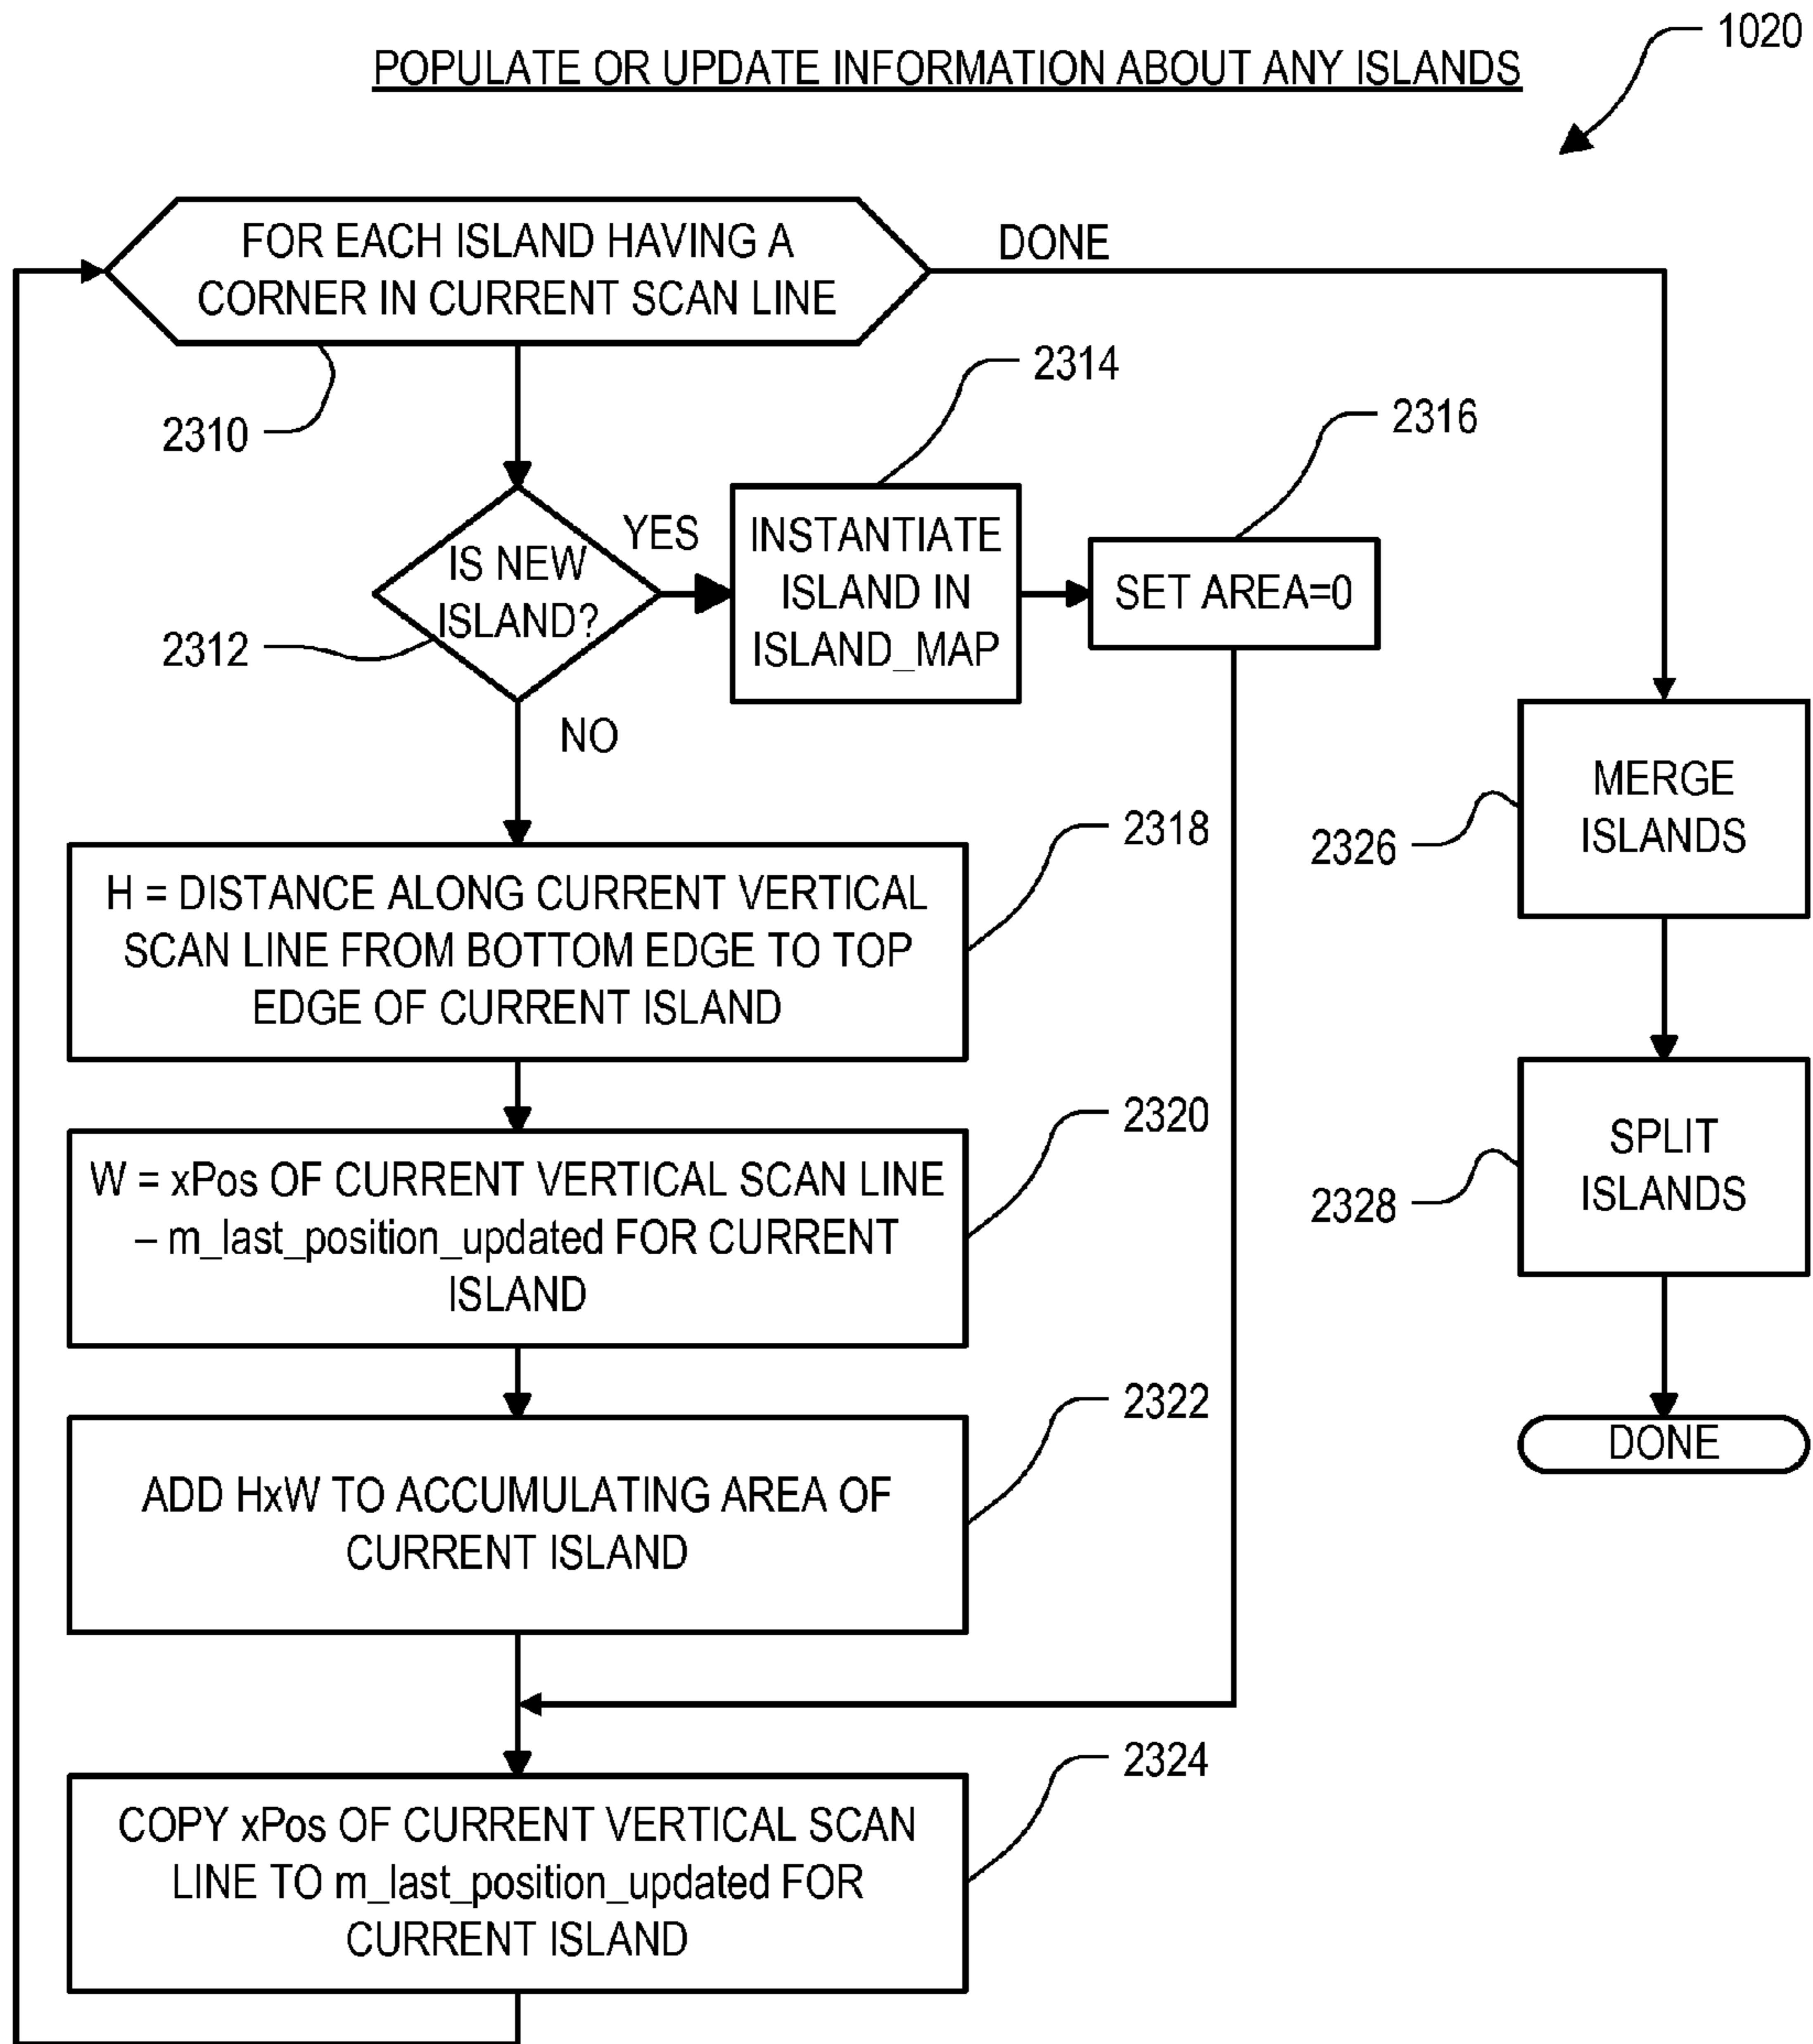 1020
POPULATE OR UPDATE INFORMATION ABOUT ANY ISLANDS
FOR EACH ISLAND HAVING A
CORNER IN CURRENT SCAN LINE
DONE
2310
2314
2316
IS NEW
ISLAND?
YES
2312
INSTANTIATE
ISLAND IN
ISLAND_MAP
SET AREA=0
NO
2318
H = DISTANCE ALONG CURRENT VERTICAL
SCAN LINE FROM BOTTOM EDGE TO TOP
EDGE OF CURRENT ISLAND
MERGE
ISLANDS
2326
2320
W = xPos OF CURRENT VERTICAL SCAN LINE
– m_last_position_updated FOR CURRENT
ISLAND
SPLIT
ISLANDS
2328
2322
ADD HxW TO ACCUMULATING AREA OF
CURRENT ISLAND
DONE
2324
COPY xPos OF CURRENT VERTICAL SCAN
LINE TO m_last_position_updated FOR
CURRENT ISLAND